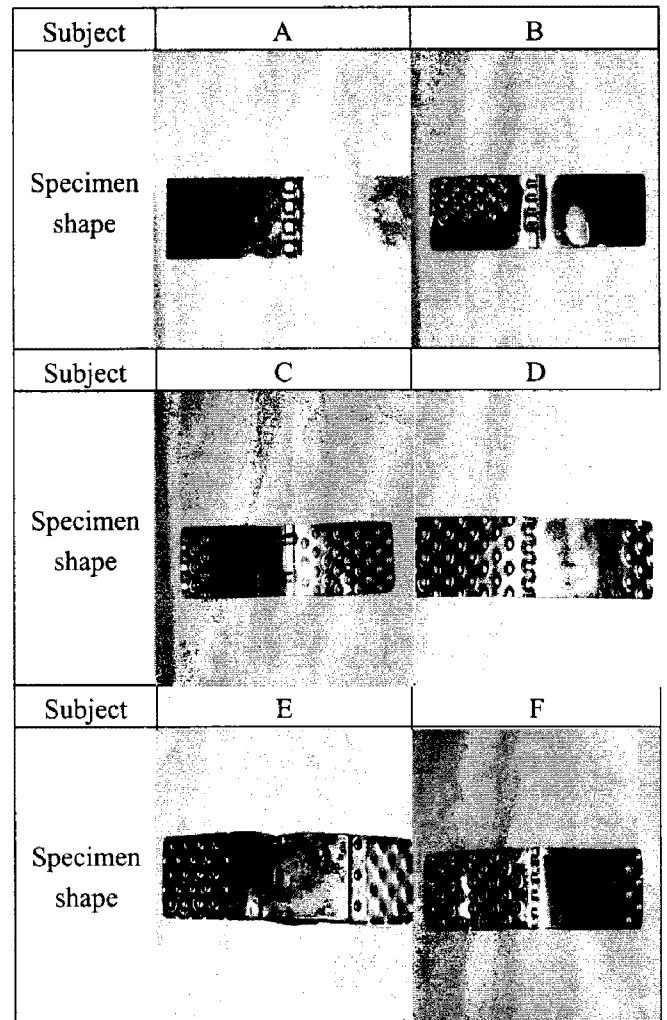 Subject A B
Specimen
shape
Subject C D
Specimen
shape
Subject E F
Specimen
shape